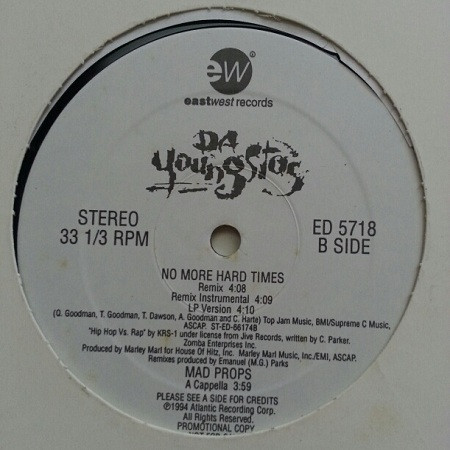 ew
eastwest records
DA
YoungSta's
STEREO
33 1/3 RPM
ED 5718
B SIDE
NO MORE HARD TIMES
Remix 4:08
Remix Instrumental 4:09
LP Version 4:10
(Q. Goodman, T. Goodman, T. Dawson, A. Goodman and C. Harte) Top Jam Music, BMI/Supreme C Music,
ASCAP. ST-ED-66174B
"Hip Hop Vs. Rap" by KRS-1 under license from Jive Records, written by C. Parker.
Zomba Enterprises Inc.
Produced by Marley Marl for House Of Hitz, Inc. Marley Marl Music, Inc./EMI, ASCAP.
Remixes produced by Emanuel (M.G.) Parks
MAD PROPS
A Cappella 3:59
PLEASE SEE A SIDE FOR CREDITS
℗1994 Atlantic Recording Corp.
All Rights Reserved.
PROMOTIONAL COPY
NOT FOR